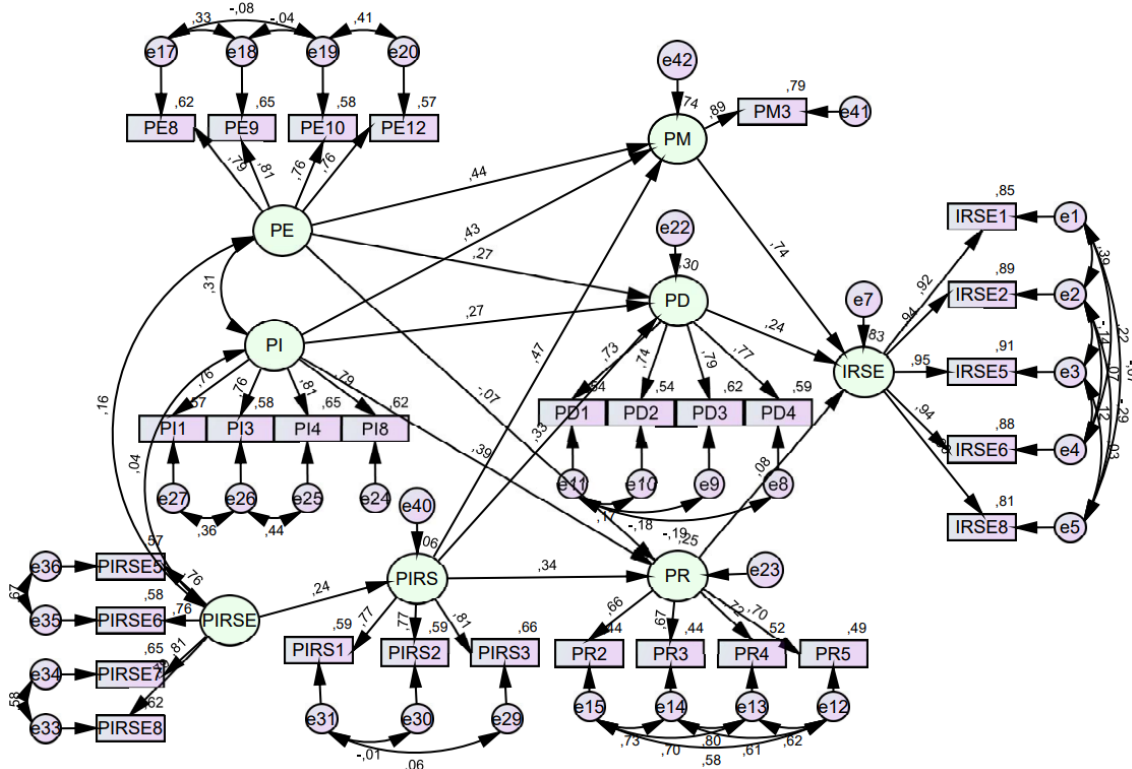 -,08
,33 -,04 ,41
e17 e18 e19 e20
,62 ,65 ,58 ,57
PE8 PE9 PE10 PE12
,79 ,81 ,76 ,76
PE
e42
,74
PM
,89
,79
PM3 e41
,44
,43
,27
,31
e22
,30
PD
,27
PI
,47
-,07
,39
,76 ,76 ,81 ,79
,57 ,58 ,65 ,62
PI1 PI3 PI4 PI8
e27 e26 e25 e24
,36 ,44
,73 ,74 ,79 ,77
,54 ,54 ,62 ,59
PD1 PD2 PD3 PD4
e11 e10 e9 e8
,17 -,18 -,19
,33
,74
,24
,08
e7
,83
IRSE
,92 ,94 ,95 ,94
,85
IRSE1 e1
,89
IRSE2 e2
,91
IRSE5 e3
,88
IRSE6 e4
,81
IRSE8 e5
,39
-,14
,22
,07
-,07
,12
-,29
,03
,16
,04
e40
,06
PIRS
,34
,25
PR
e23
,24
PIRSE
,57
e36 PIRSE5
,67
,76
,58
e35 PIRSE6
,76
,65
e34 PIRSE7
,81
,58
,62
e33 PIRSE8
,77 ,77 ,81
,59 ,59 ,66
PIRS1 PIRS2 PIRS3
e31 e30 e29
-,01
,06
,66 ,67 ,72 ,70
,44 ,44 ,52 ,49
PR2 PR3 PR4 PR5
e15 e14 e13 e12
,73 ,80 ,62
,70 ,61
,58